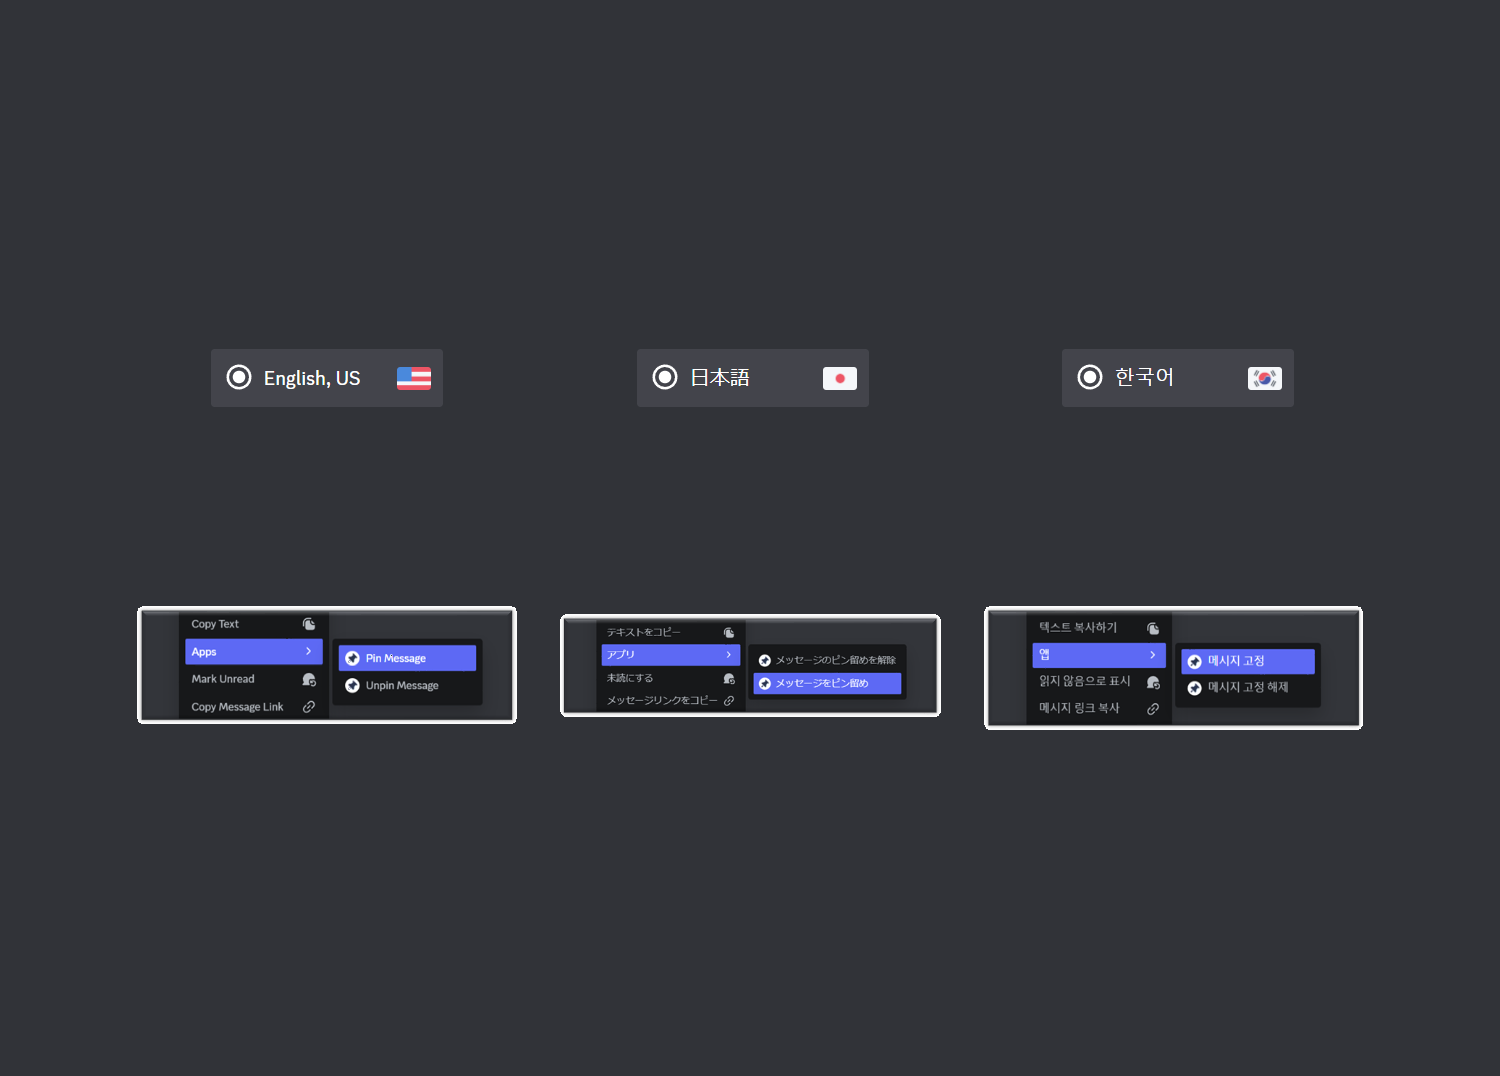 English, US
日本語
한국어
Copy Text
Apps
Mark Unread
Copy Message Link
Pin Message
Unpin Message
テキストをコピー
アプリ
未読にする
メッセージリンクをコピー
メッセージのピン留めを解除
メッセージをピン留め
텍스트 복사하기
앱
읽지 않음으로 표시
메시지 링크 복사
메시지 고정
메시지 고정 해제